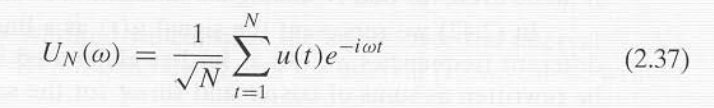 U_N(ω) = \frac{1}{\sqrt{N}} \sum_{t=1}^{N} u(t)e^{-iωt} (2.37)